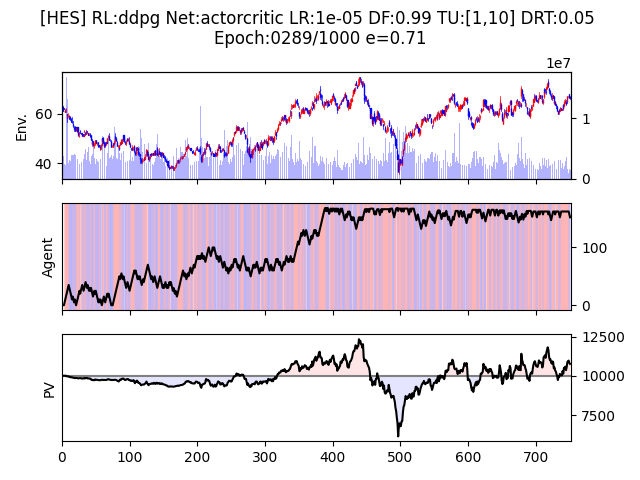 [HES] RL:ddpg Net:actorcritic LR:1e-05 DF:0.99 TU:[1,10] DRT:0.05
Epoch:0289/1000 e=0.71
1e7
Env.
60
40
1
0
Agent
100
0
PV
12500
10000
7500
0 100 200 300 400 500 600 700